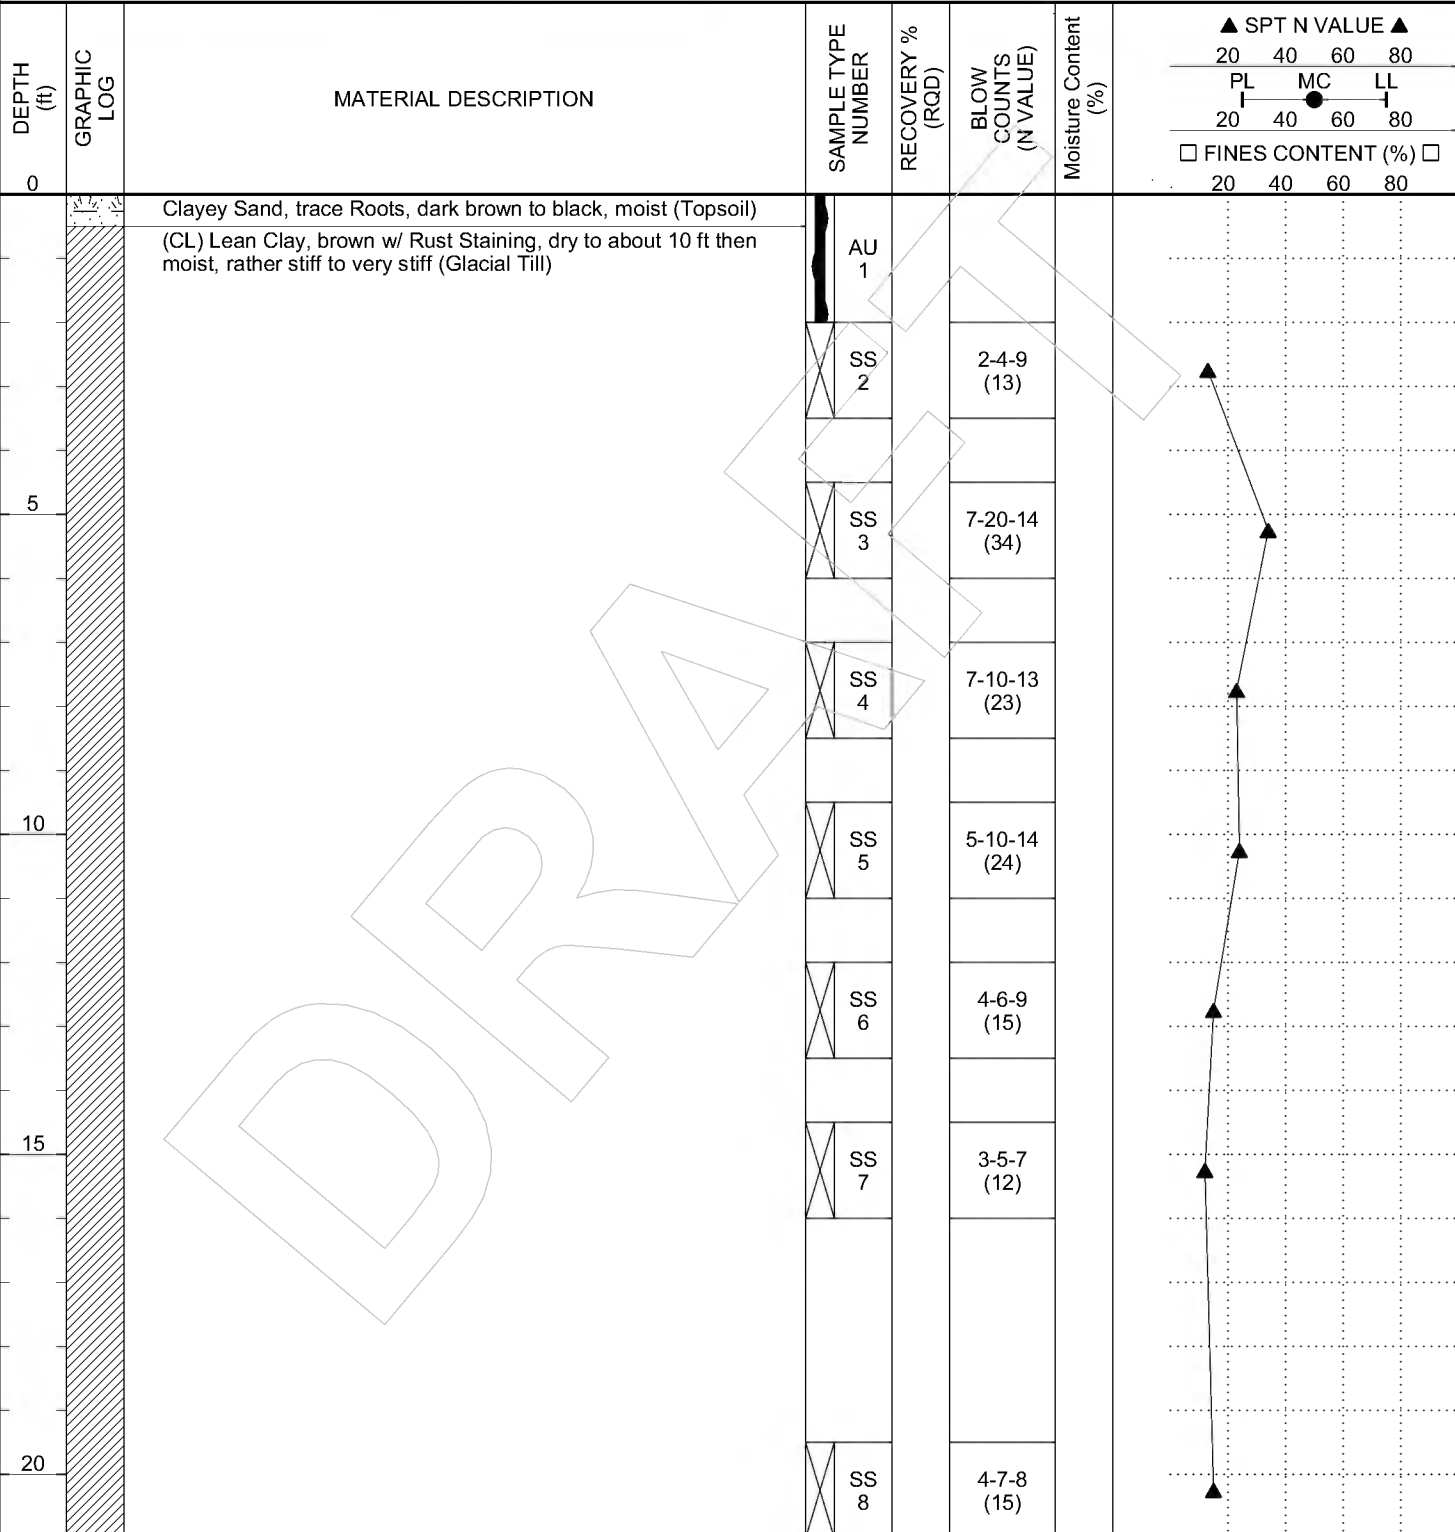 DEPTH
(ft)
GRAPHIC
LOG
MATERIAL DESCRIPTION
SAMPLE TYPE
NUMBER
RECOVERY %
(RQD)
BLOW
COUNTS
(N VALUE)
Moisture Content
(%)
▲ SPT N VALUE ▲
20 40 60 80
PL MC LL
20 40 60 80
□ FINES CONTENT (%) □
20 40 60 80
0
Clayey Sand, trace Roots, dark brown to black, moist (Topsoil)
(CL) Lean Clay, brown w/ Rust Staining, dry to about 10 ft then
moist, rather stiff to very stiff (Glacial Till)
AU
1
SS
2
2-4-9
(13)
5
SS
3
7-20-14
(34)
SS
4
7-10-13
(23)
10
SS
5
5-10-14
(24)
SS
6
4-6-9
(15)
15
SS
7
3-5-7
(12)
20
SS
8
4-7-8
(15)
DRAFT